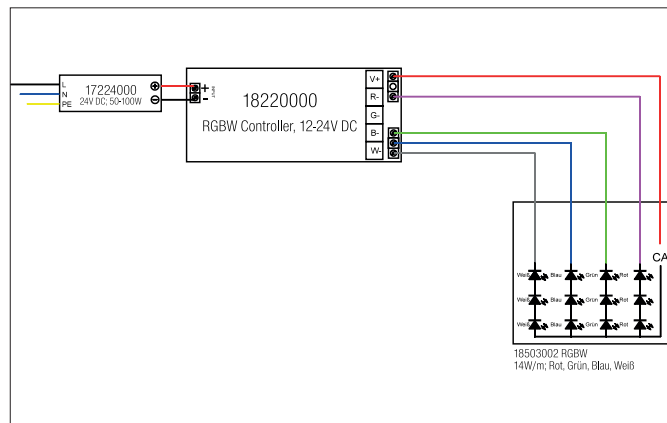 L
N
PE
17224000
24V DC; 50-100W
+
-
18220000
RGBW Controller, 12-24V DC
V+
R-
G-
B-
W-
CA
Weiß Blau Grün Rot
Weiß Blau Grün Rot
Weiß Blau Grün Rot
18503002 RGBW
14W/m; Rot, Grün, Blau, Weiß